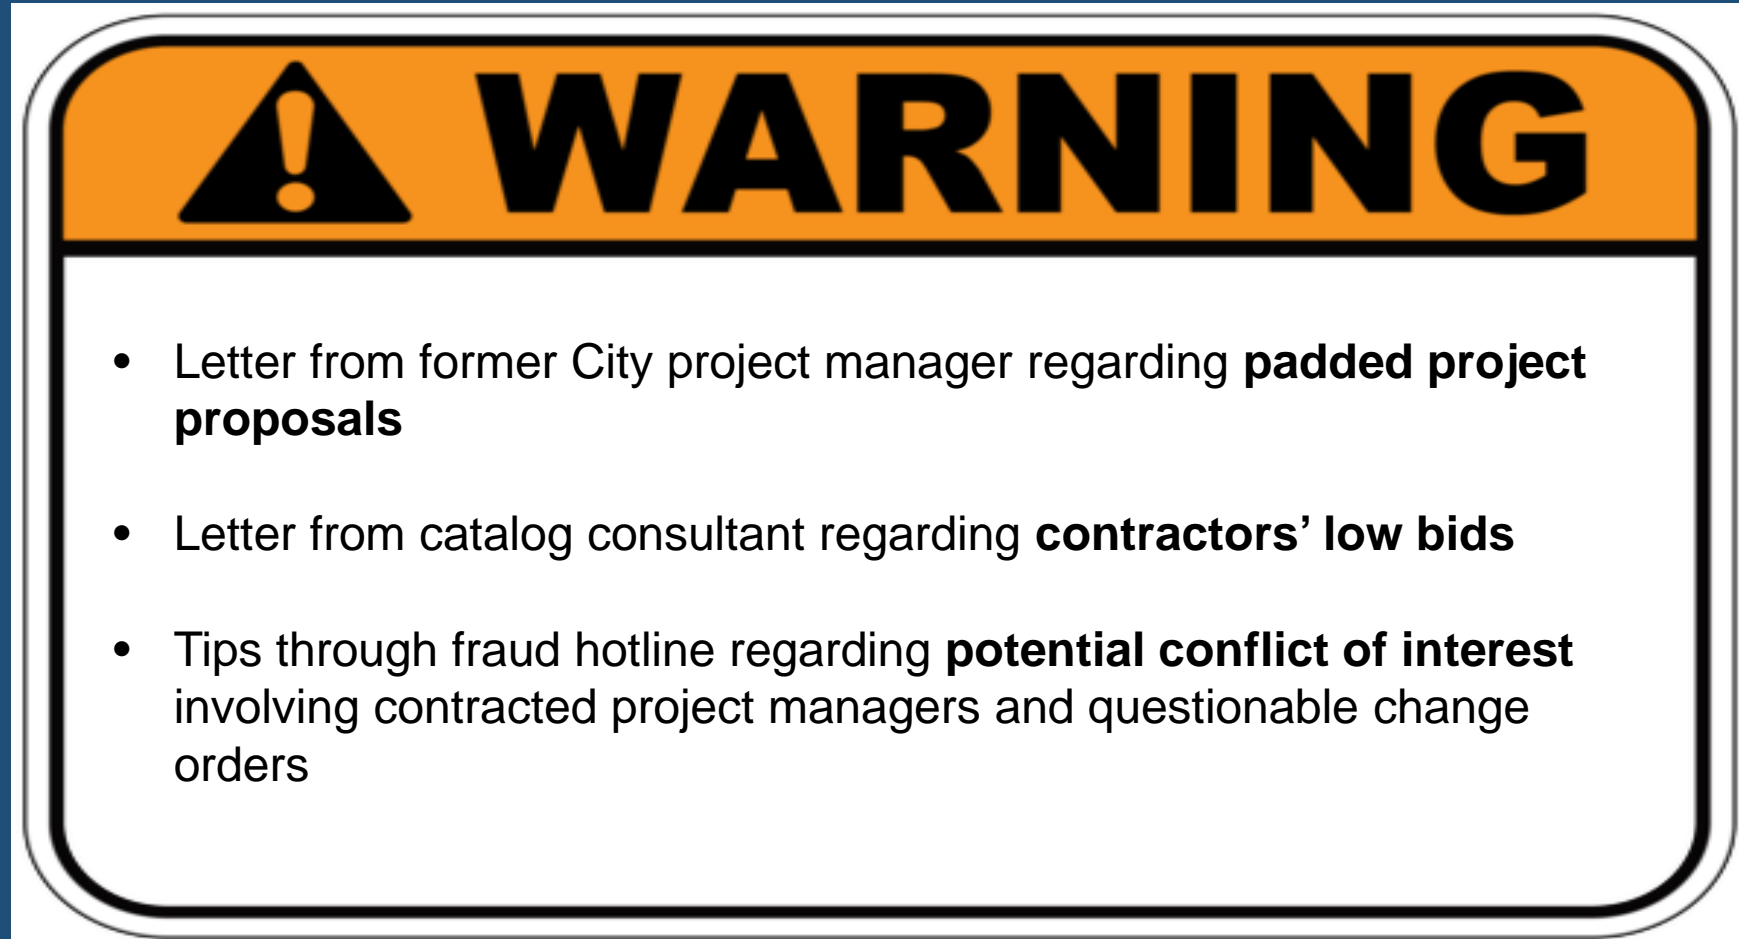 WARNING
• Letter from former City project manager regarding padded project
proposals
• Letter from catalog consultant regarding contractors’ low bids
• Tips through fraud hotline regarding potential conflict of interest
involving contracted project managers and questionable change
orders